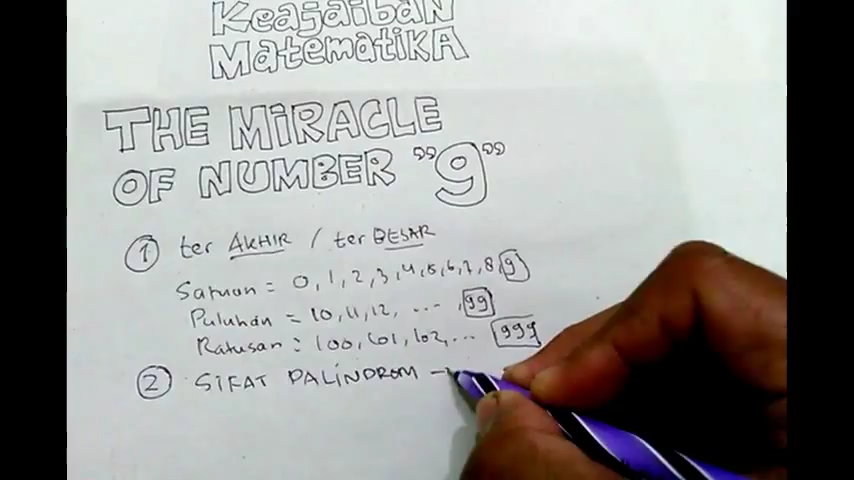 Keajaiban
MatematiKA
THE MiRACLE
OF NUMBER "9"
1 ter AKHIR / ter BESAR
Satuan = 0, 1, 2, 3, 4, 5, 6, 7, 8, 9
Puluhan = 10, 11, 12, ... , 99
Ratusan = 100, 101, 102, ... 999
2 SIFAT PALINDROM -